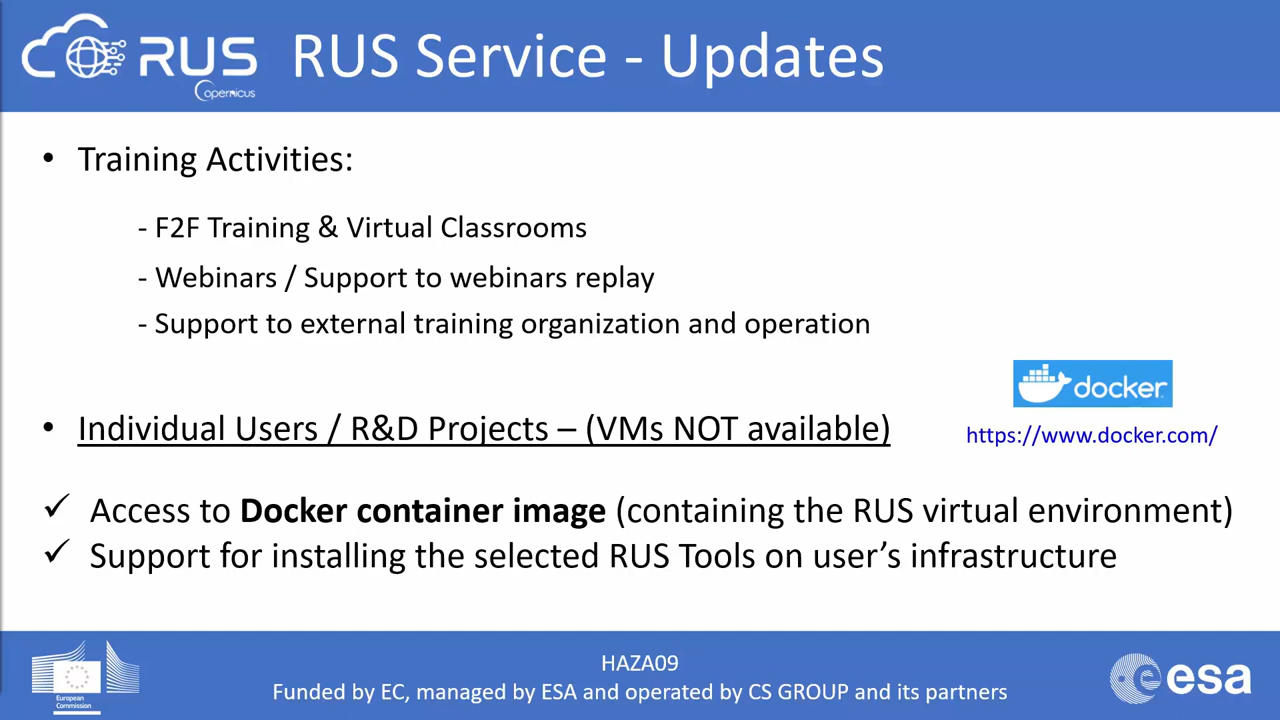 RUS
Copernicus
RUS Service - Updates
• Training Activities:
- F2F Training & Virtual Classrooms
- Webinars / Support to webinars replay
- Support to external training organization and operation
docker
• Individual Users / R&D Projects – (VMs NOT available)
https://www.docker.com/
✓ Access to Docker container image (containing the RUS virtual environment)
✓ Support for installing the selected RUS Tools on user’s infrastructure
European
Commission
HAZA09
Funded by EC, managed by ESA and operated by CS GROUP and its partners
esa